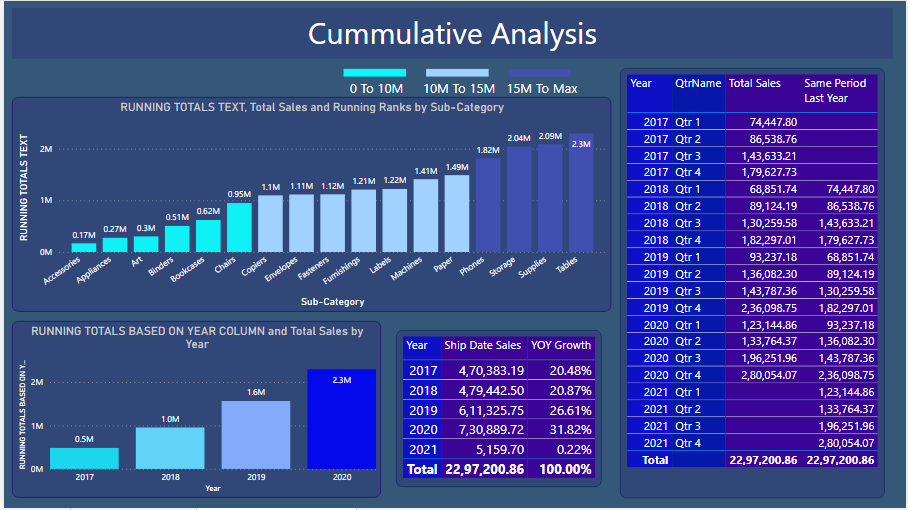 Cummulative Analysis
0 To 10M 10M To 15M 15M To Max
RUNNING TOTALS TEXT, Total Sales and Running Ranks by Sub-Category
RUNNING TOTALS TEXT
2M
1M
0M
0.17M 0.27M 0.3M 0.51M 0.62M 0.95M 1.1M 1.11M 1.12M 1.21M 1.22M 1.41M 1.49M 1.82M 2.04M 2.09M 2.3M
Accessories Appliances Art Binders Bookcases Chairs Copiers Envelopes Fasteners Furnishings Labels Machines Paper Phones Storage Supplies Tables
Sub-Category
RUNNING TOTALS BASED ON YEAR COLUMN and Total Sales by
Year
RUNNING TOTALS BASED ON Y...
2M
1M
0M
0.5M 1.0M 1.6M 2.3M
2017 2018 2019 2020
Year
Year Ship Date Sales YOY Growth
2017 4,70,383.19 20.48%
2018 4,79,442.50 20.87%
2019 6,11,325.75 26.61%
2020 7,30,889.72 31.82%
2021 5,159.70 0.22%
Total 22,97,200.86 100.00%
Year QtrName Total Sales Same Period
Last Year
2017 Qtr 1 74,447.80
2017 Qtr 2 86,538.76
2017 Qtr 3 1,43,633.21
2017 Qtr 4 1,79,627.73
2018 Qtr 1 68,851.74 74,447.80
2018 Qtr 2 89,124.19 86,538.76
2018 Qtr 3 1,30,259.58 1,43,633.21
2018 Qtr 4 1,82,297.01 1,79,627.73
2019 Qtr 1 93,237.18 68,851.74
2019 Qtr 2 1,36,082.30 89,124.19
2019 Qtr 3 1,43,787.36 1,30,259.58
2019 Qtr 4 2,36,098.75 1,82,297.01
2020 Qtr 1 1,23,144.86 93,237.18
2020 Qtr 2 1,33,764.37 1,36,082.30
2020 Qtr 3 1,96,251.96 1,43,787.36
2020 Qtr 4 2,80,054.07 2,36,098.75
2021 Qtr 1 1,23,144.86
2021 Qtr 2 1,33,764.37
2021 Qtr 3 1,96,251.96
2021 Qtr 4 2,80,054.07
Total 22,97,200.86 22,97,200.86